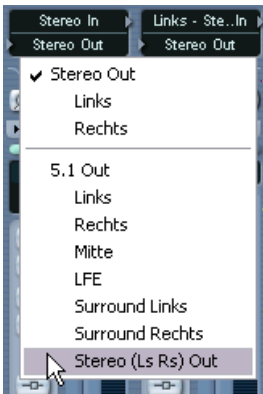 Stereo In Links - Ste..In
Stereo Out Stereo Out
Stereo Out
Links
Rechts
5.1 Out
Links
Rechts
Mitte
LFE
Surround Links
Surround Rechts
Stereo (Ls Rs) Out